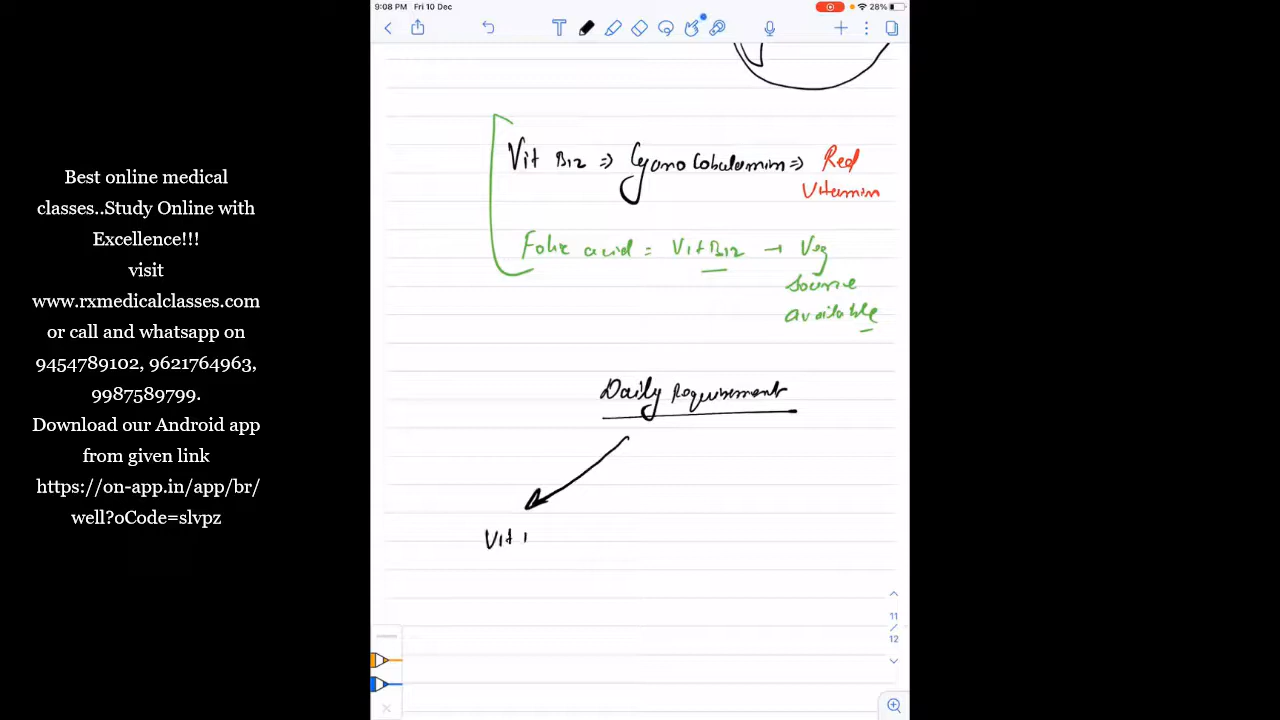 9:08 PM Fri 10 Dec
28%
Best online medical
classes..Study Online with
Excellence!!!
visit
www.rxmedicalclasses.com
or call and whatsapp on
9454789102, 9621764963,
9987589799.
Download our Android app
from given link
https://on-app.in/app/br/
well?oCode=slvpz
Vit B12 => Cyano Cobalamin => Red
Vitamin
Folic acid = Vit B12 → Veg
Source
available
Daily Requirement
Vit
11
/
12